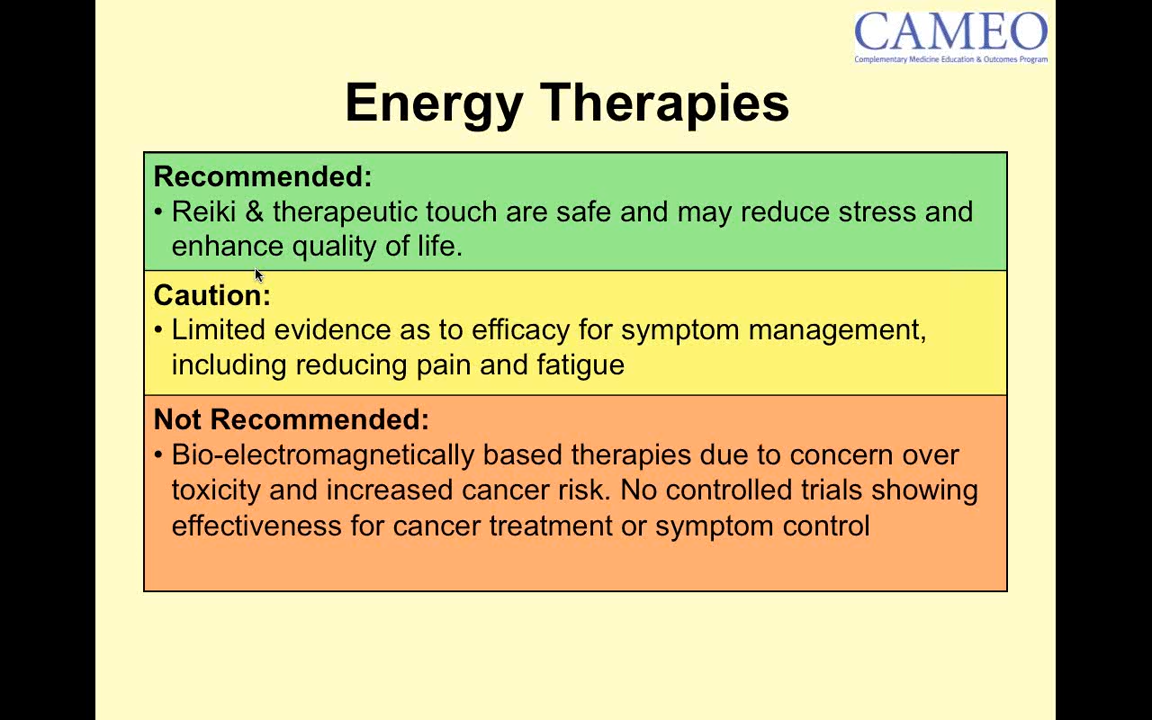 CAMEO
Complementary Medicine Education & Outcomes Program
Energy Therapies
Recommended:
• Reiki & therapeutic touch are safe and may reduce stress and
enhance quality of life.
Caution:
• Limited evidence as to efficacy for symptom management,
including reducing pain and fatigue
Not Recommended:
• Bio-electromagnetically based therapies due to concern over
toxicity and increased cancer risk. No controlled trials showing
effectiveness for cancer treatment or symptom control